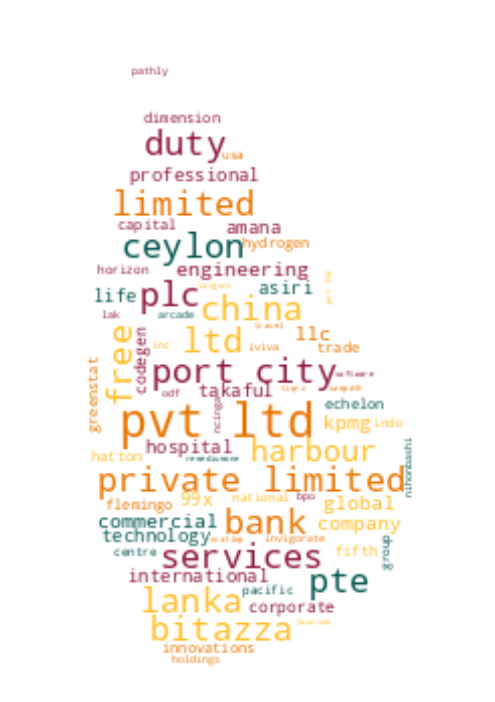 pathly
dimension
duty
usa
professional
limited
capital
amana
ceylon
hydrogen
horizon
engineering
life
plc
asiri
china
lak
arcade
free
codegen
inc
ltd
travel
iviva
llc
trade
port city
software
greenstat
odf
takaful
echelon
pvt ltd
ncinga
kpmg
indo
hospital
harbour
hatton
nihonbashi
private limited
99x
national
bpo
flemingo
global
commercial
bank
company
technology
invigorate
centre
services
fifth
group
international
pte
pacific
lanka
corporate
bitazza
innovations
holdings